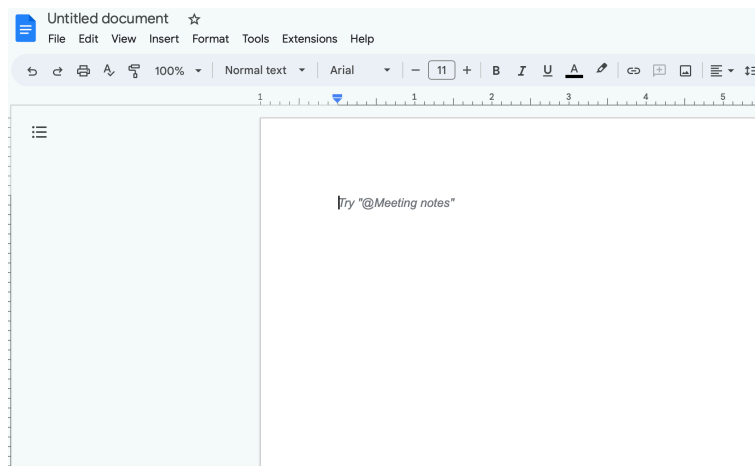 Untitled document
File Edit View Insert Format Tools Extensions Help
100% Normal text Arial 11 B I U A
1 1 2 3 4 5
Try "@Meeting notes"